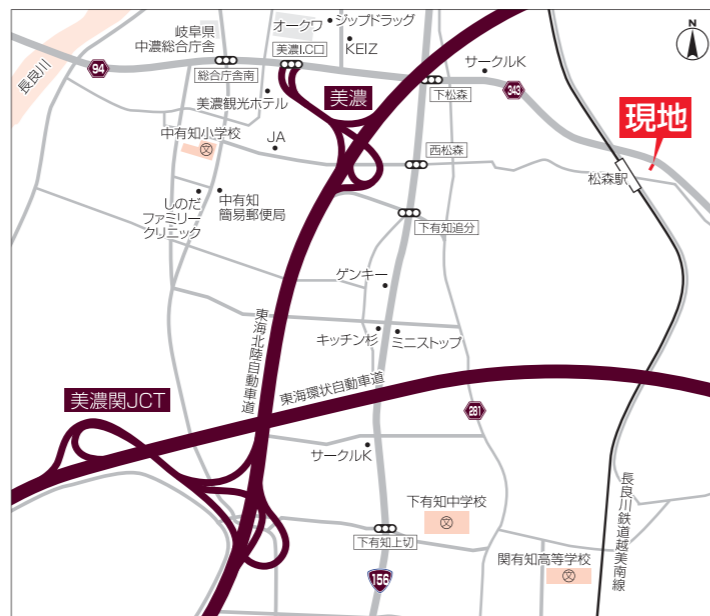 N
オークワ
ジップドラッグ
岐阜県
中濃総合庁舎
美濃I.C口
KEIZ
長良川
94
総合庁舎南
サークルK
美濃観光ホテル
美濃
下松森
343
現地
中有知小学校
文
JA
西松森
松森駅
しのだ
ファミリー
クリニック
中有知
簡易郵便局
下有知追分
ゲンキー
東海北陸自動車道
キッチン杉
ミニストップ
東海環状自動車道
美濃関JCT
281
サークルK
下有知中学校
文
長良川鉄道越美南線
下有知上切
関有知高等学校
文
156